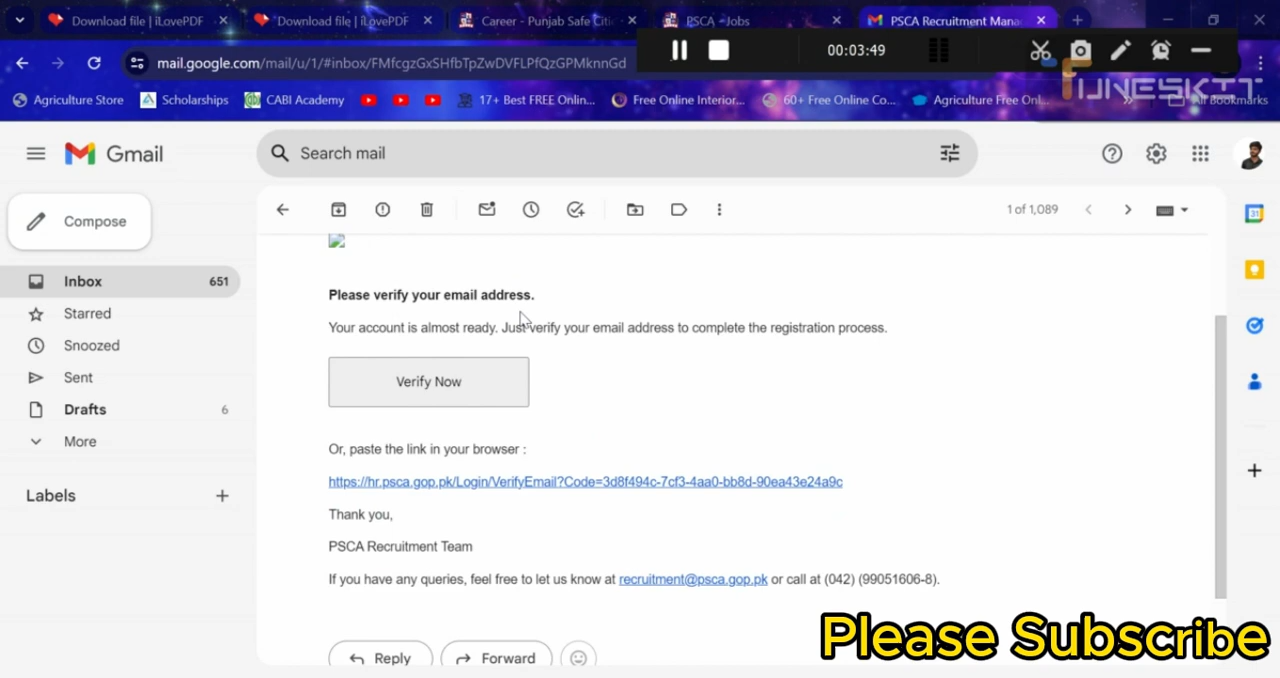 Download file | iLovePDF
Download file | iLovePDF
Career - Punjab Safe Citi
PSCA - Jobs
PSCA Recruitment Mana
mail.google.com/mail/u/1/#inbox/FMfcgzGxSHfbTpZwDVFLPfQzGPMknnGd
00:03:49
Agriculture Store
Scholarships
CABI Academy
17+ Best FREE Onlin...
Free Online Interior...
60+ Free Online Co...
Agriculture Free Onl...
All Bookmarks
Gmail
Search mail
Compose
1 of 1,089
Inbox 651
Starred
Snoozed
Sent
Drafts 6
More
Labels
Please verify your email address.
Your account is almost ready. Just verify your email address to complete the registration process.
Verify Now
Or, paste the link in your browser :
https://hr.psca.gop.pk/Login/VerifyEmail?Code=3d8f494c-7cf3-4aa0-bb8d-90ea43e24a9c
Thank you,
PSCA Recruitment Team
If you have any queries, feel free to let us know at recruitment@psca.gop.pk or call at (042) (99051606-8).
Reply
Forward
Please Subscribe